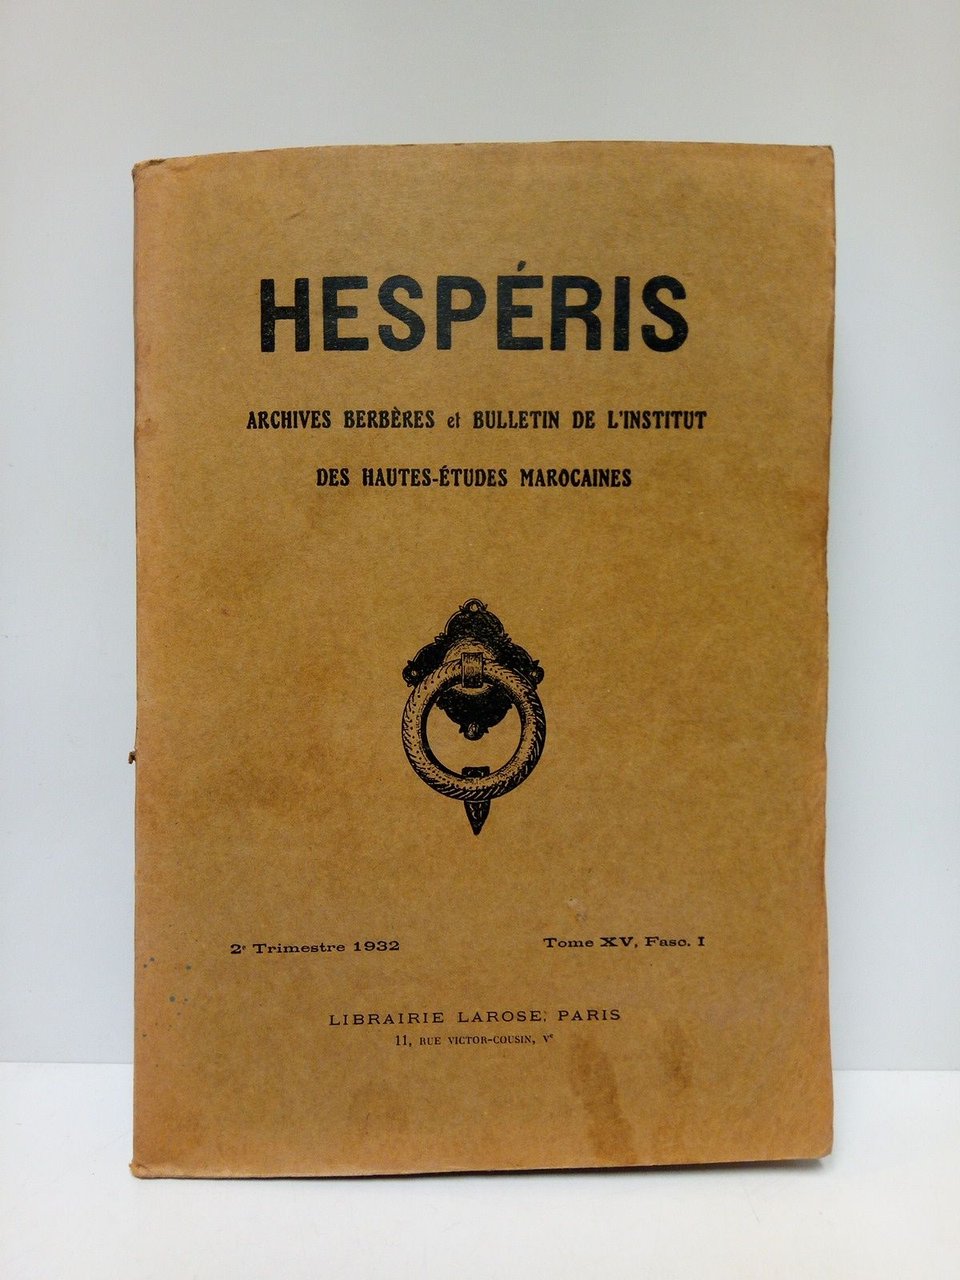 HESPÉRIS
ARCHIVES BERBÈRES et BULLETIN DE L'INSTITUT
DES HAUTES-ÉTUDES MAROCAINES
2e Trimestre 1932 Tome XV, Fasc. I
LIBRAIRIE LAROSE, PARIS
11, RUE VICTOR-COUSIN, Ve